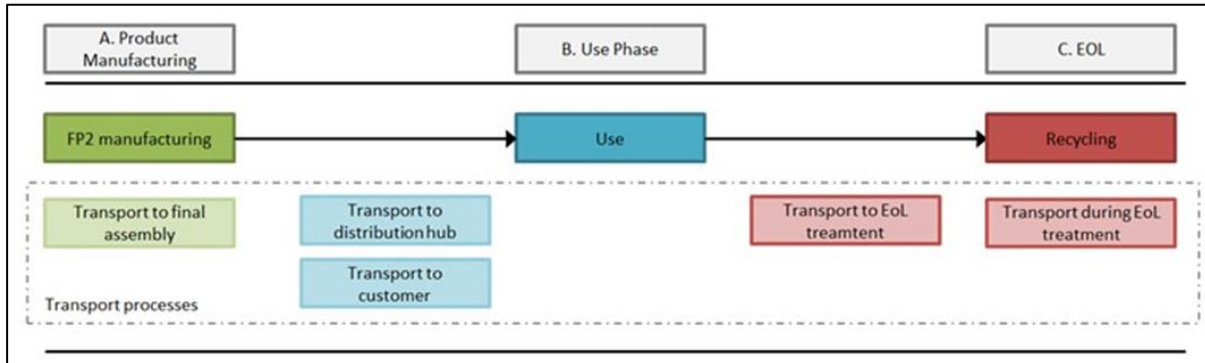 A. Product
Manufacturing
B. Use Phase
C. EOL
FP2 manufacturing
Use
Recycling
Transport to final
assembly
Transport to
distribution hub
Transport to
customer
Transport to EoL
treamtent
Transport during EoL
treatment
Transport processes